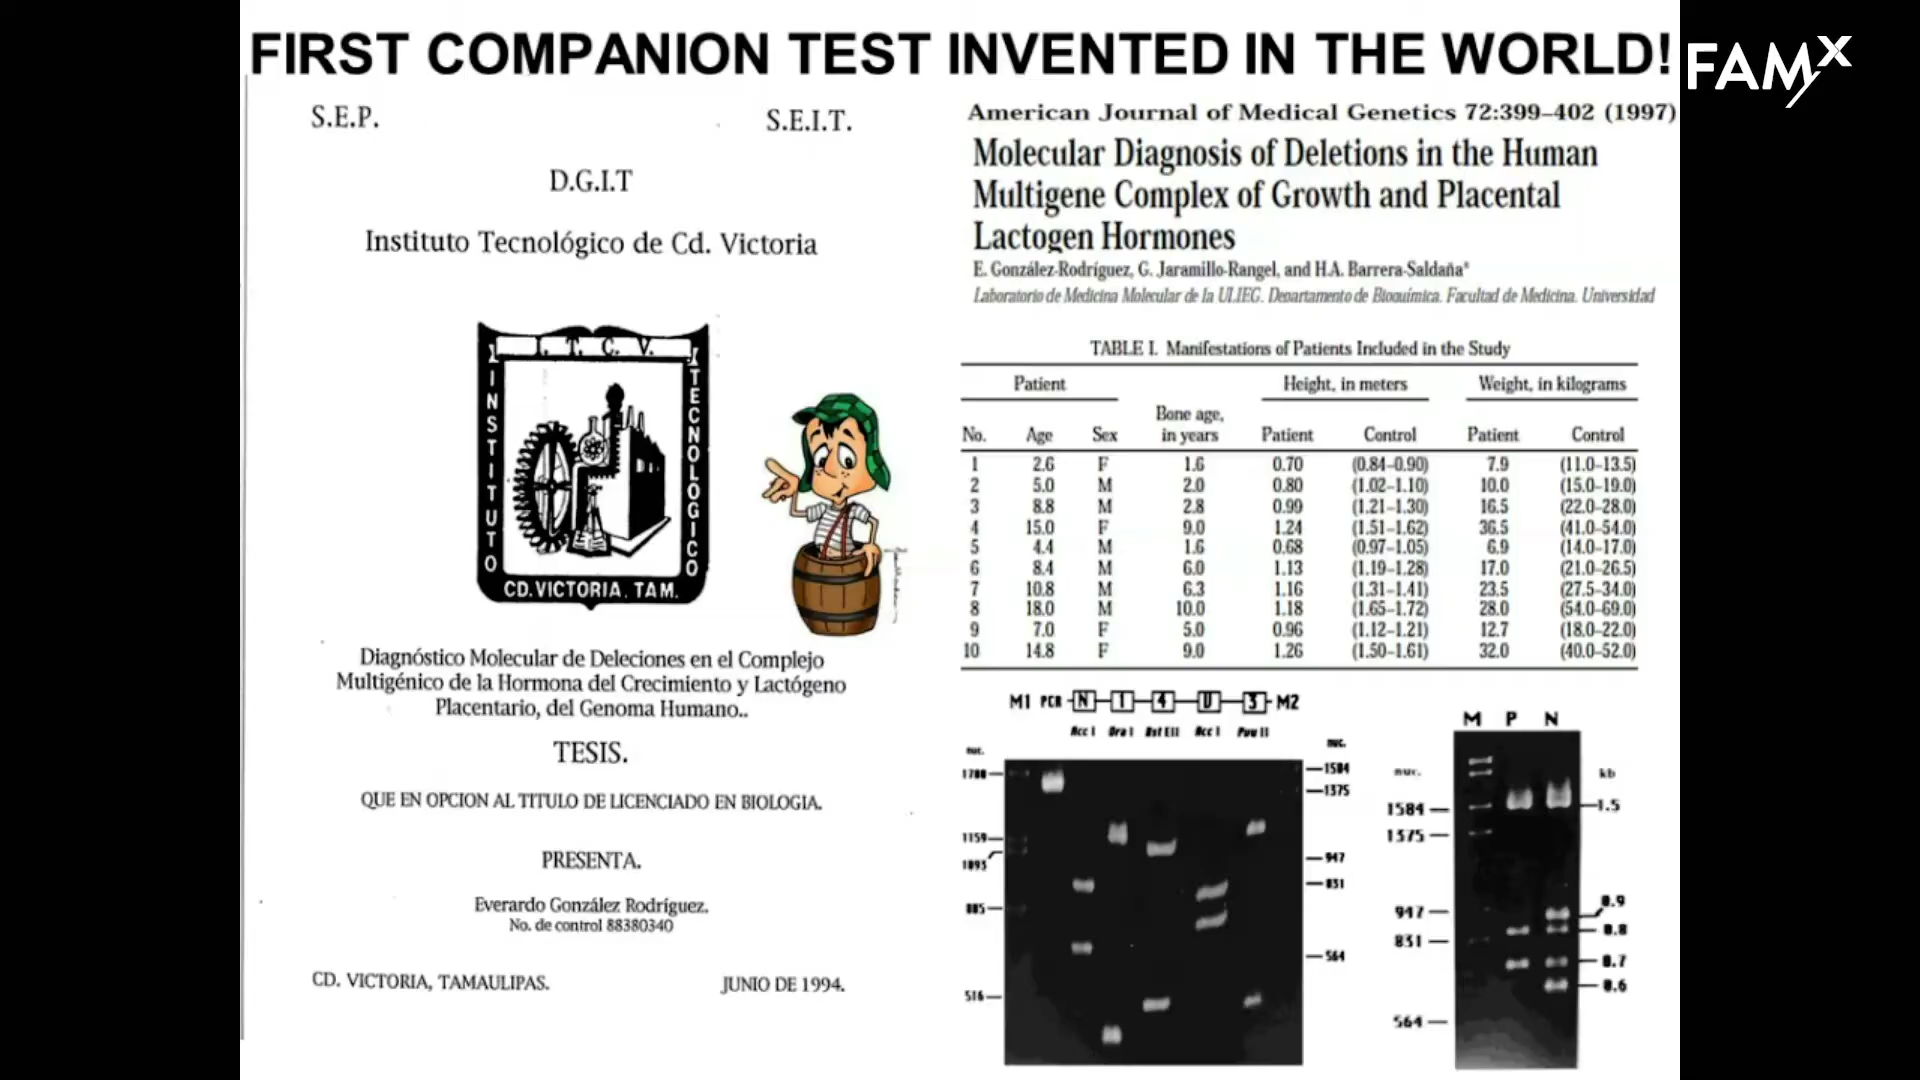 FIRST COMPANION TEST INVENTED IN THE WORLD!
FAMX
S.E.P. S.E.I.T.
D.G.I.T
Instituto Tecnológico de Cd. Victoria
I. T. C. V.
INSTITUTO
TECNOLOGICO
CD. VICTORIA, TAM.
Diagnóstico Molecular de Deleciones en el Complejo
Multigénico de la Hormona del Crecimiento y Lactógeno
Placentario, del Genoma Humano..
TESIS.
QUE EN OPCION AL TITULO DE LICENCIADO EN BIOLOGIA.
PRESENTA.
Everardo González Rodríguez.
No. de control 88380340
CD. VICTORIA, TAMAULIPAS. JUNIO DE 1994.
American Journal of Medical Genetics 72:399–402 (1997)
Molecular Diagnosis of Deletions in the Human
Multigene Complex of Growth and Placental
Lactogen Hormones
E. González-Rodríguez, G. Jaramillo-Rangel, and H.A. Barrera-Saldaña*
Laboratorio de Medicina Molecular de la ULIEG. Departamento de Bioquímica. Facultad de Medicina. Universidad
TABLE I. Manifestations of Patients Included in the Study
Patient Height, in meters Weight, in kilograms
Bone age,
No. Age Sex in years Patient Control Patient Control
1 2.6 F 1.6 0.70 (0.84–0.90) 7.9 (11.0–13.5)
2 5.0 M 2.0 0.80 (1.02–1.10) 10.0 (15.0–19.0)
3 8.8 M 2.8 0.99 (1.21–1.30) 16.5 (22.0–28.0)
4 15.0 F 9.0 1.24 (1.51–1.62) 36.5 (41.0–54.0)
5 4.4 M 1.6 0.68 (0.97–1.05) 6.9 (14.0–17.0)
6 8.4 M 6.0 1.13 (1.19–1.28) 17.0 (21.0–26.5)
7 10.8 M 6.3 1.16 (1.31–1.41) 23.5 (27.5–34.0)
8 18.0 M 10.0 1.18 (1.65–1.72) 28.0 (54.0–69.0)
9 7.0 F 5.0 0.96 (1.12–1.21) 12.7 (18.0–22.0)
10 14.8 F 9.0 1.26 (1.50–1.61) 32.0 (40.0–52.0)
M1 PCR N 1 4 U 3 M2
Acc I Dra I Bst EII Acc I Pvu II
nuc. nuc.
1700 1584
1375
1159
1093 947
831
805
564
516
M P N
nuc. kb
1584 1.5
1375
0.9
947
0.8
831
0.7
0.6
564